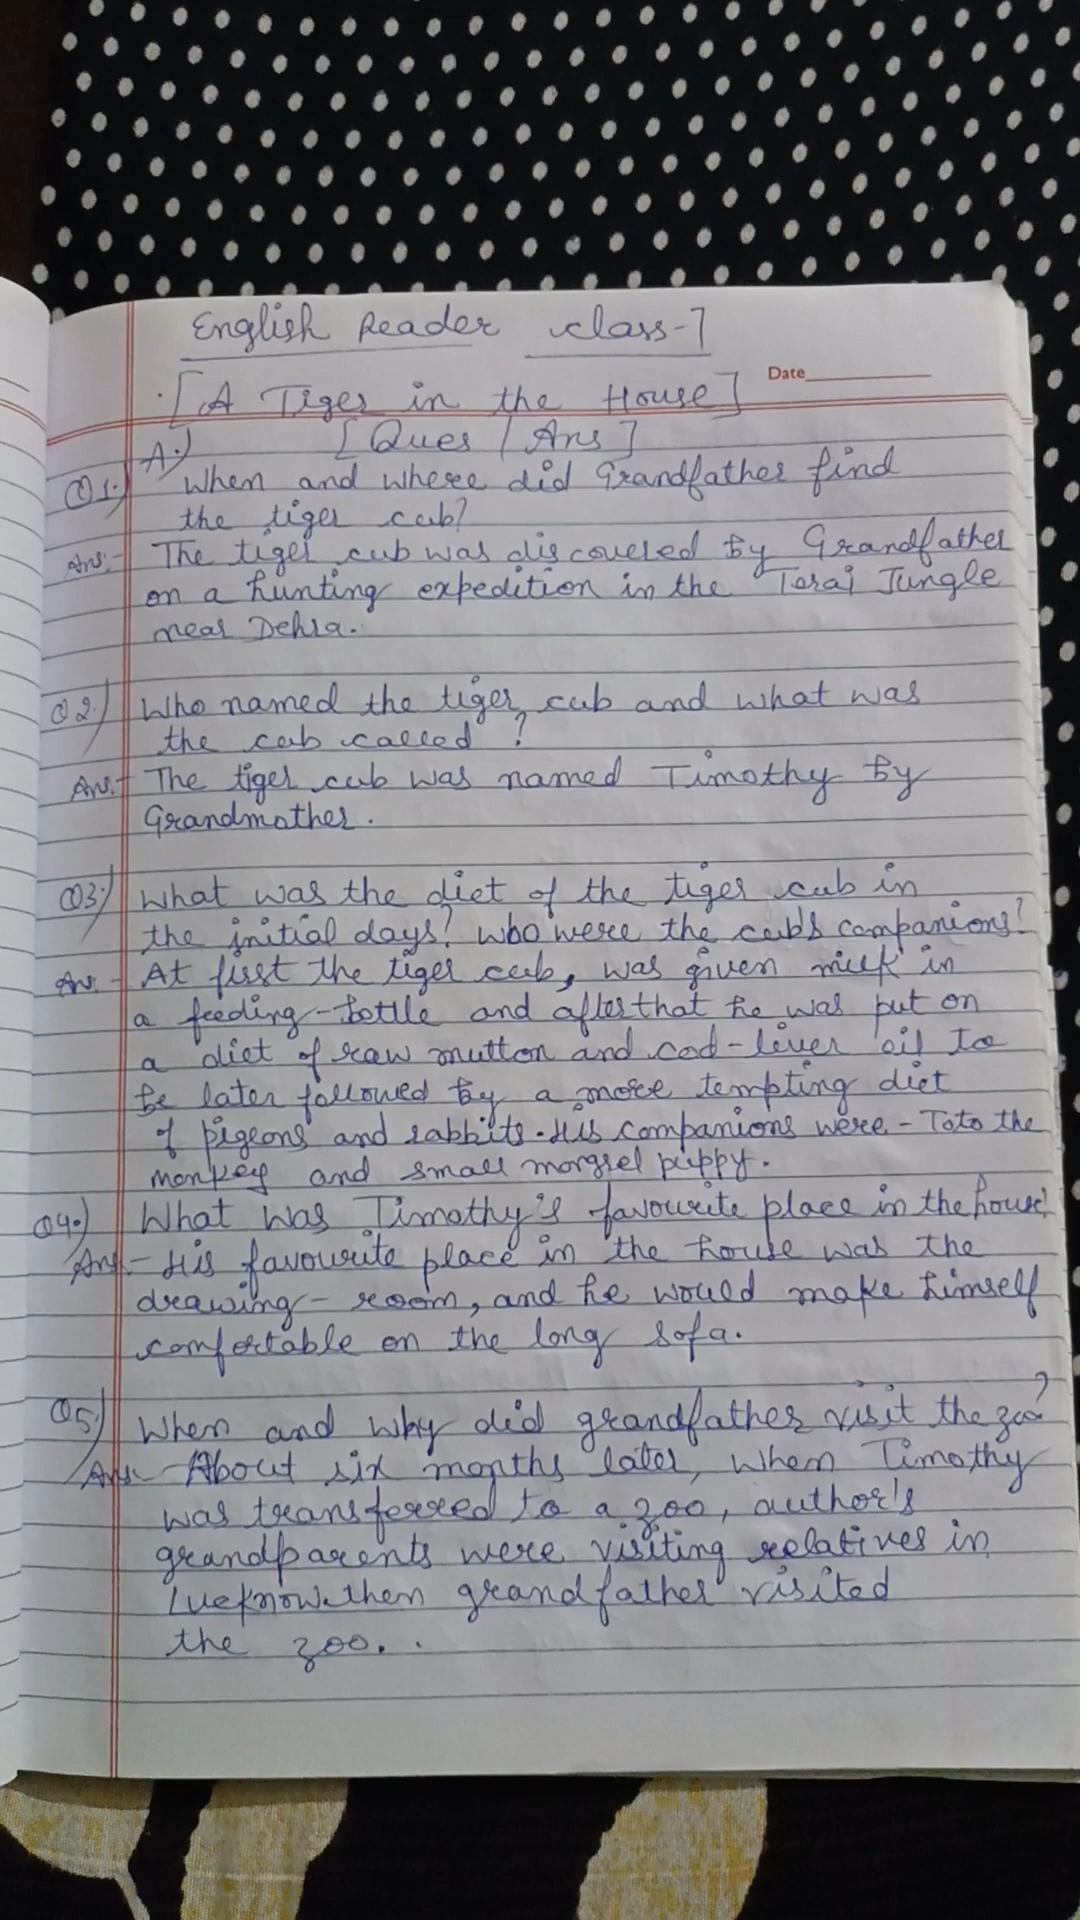 English Reader class-7
Date
[A Tiger in the House]
[Ques / Ans]
A.)
Q1.) When and where did Grandfather find
the tiger cub?
Ans:- The tiger cub was discovered by Grandfather
on a hunting expedition in the Terai Jungle
near Dehra.
Q2.) Who named the tiger cub and what was
the cub called?
Ans:- The tiger cub was named Timothy by
Grandmother.
Q3.) What was the diet of the tiger cub in
the initial days? who were the cub's companions?
Ans. - At first the tiger cub, was given milk in
a feeding-bottle and after that he was put on
a diet of raw mutton and cod-liver oil to
be later followed by a more tempting diet
of pigeons and rabbits. His companions were - Toto the
monkey and small mongrel puppy.
Q4.) What was Timothy's favourite place in the house?
Ans - His favourite place in the house was the
drawing-room, and he would make himself
comfortable on the long sofa.
Q5.) When and why did grandfather visit the zoo?
Ans - About six months later, when Timothy
was transferred to a zoo, author's
grandparents were visiting relatives in
Lucknow. then grandfather visited
the zoo..